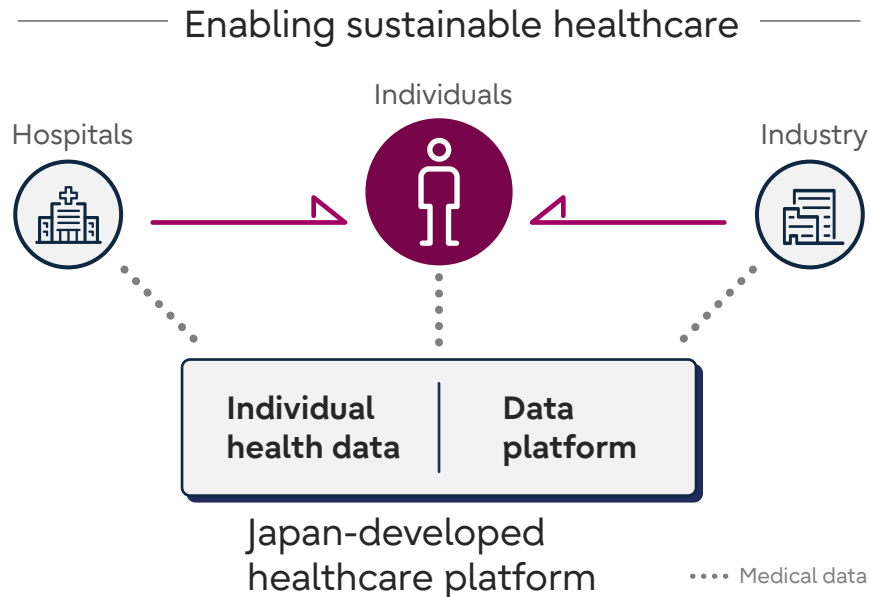 Enabling sustainable healthcare
Individuals
Hospitals
Industry
Individual
health data
Data
platform
Japan-developed
healthcare platform
Medical data